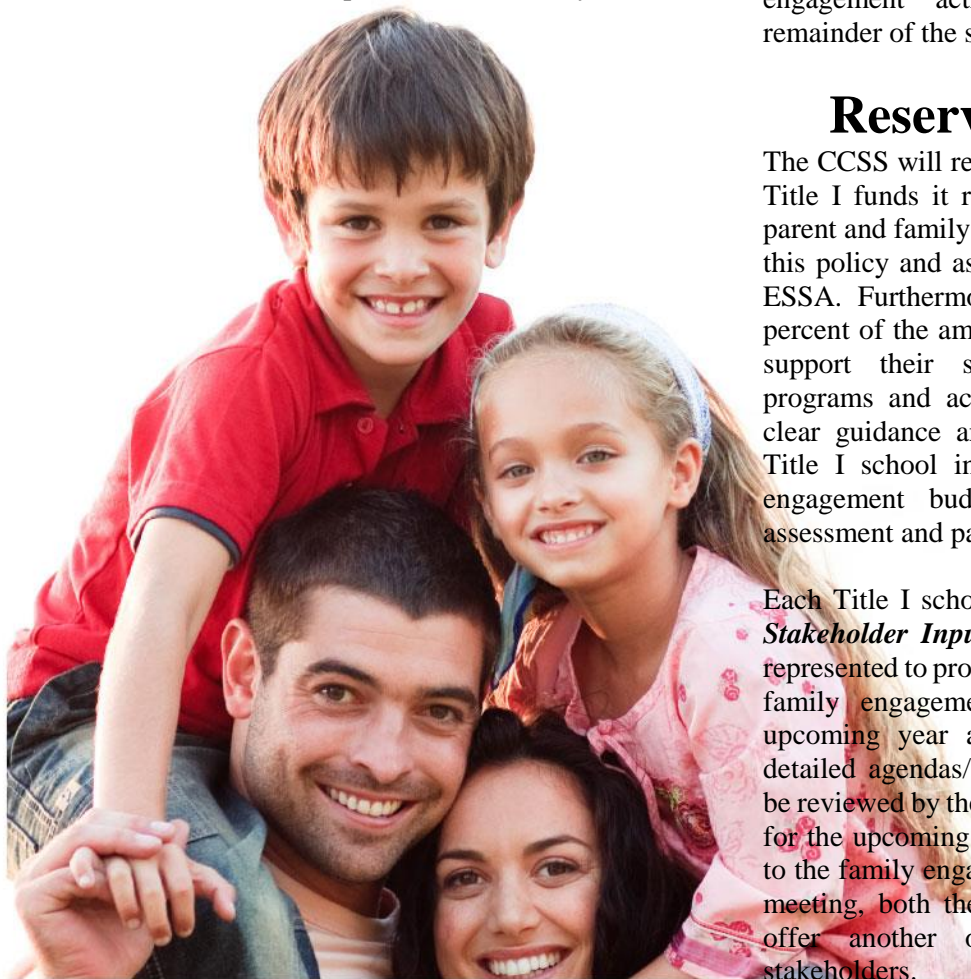 engagement
remainder of the s
Reserv
The CCSS will re
Title I funds it r
parent and family
this policy and as
ESSA. Furthermo
percent of the am
support their s
programs and ac
clear guidance a
Title I school in
engagement bud
assessment and pa
Each Title I scho
Stakeholder Inpu
represented to pro
family engageme
upcoming year a
detailed agendas/
be reviewed by the
for the upcoming
to the family enga
meeting, both the
offer another o
stakeholders.